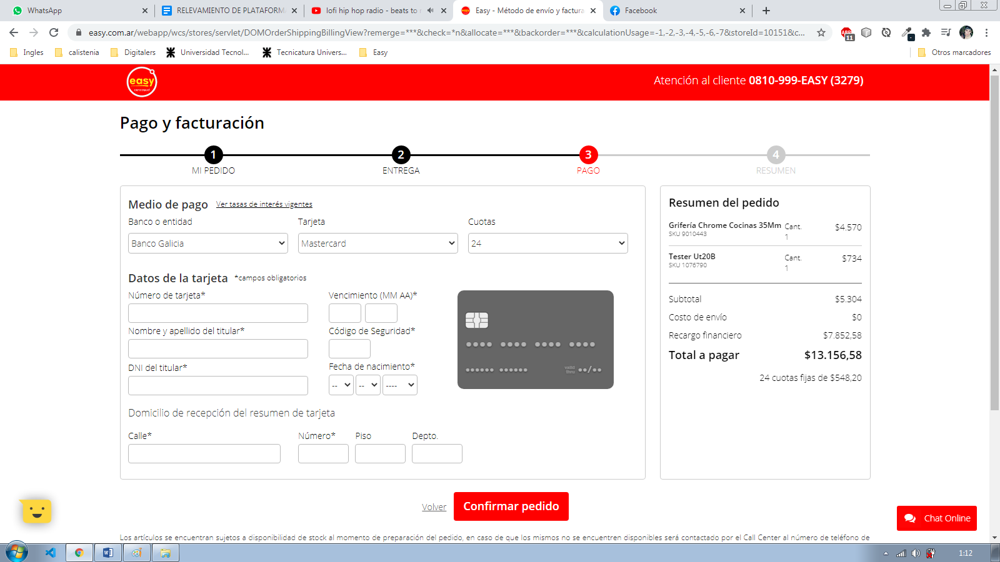 WhatsApp
RELEVAMIENTO DE PLATAFORM
lofi hip hop radio - beats to r
Easy - Método de envío y factura
Facebook
easy.com.ar/webapp/wcs/stores/servlet/DOMOrderShippingBillingView?remerge=***&check=*n&allocate=***&backorder=***&calculationUsage=-1,-2,-3,-4,-5,-6,-7&storeId=10151&c...
11
Ingles
calistenia
Digitalers
Universidad Tecnol...
Tecnicatura Univers...
Easy
Otros marcadores
easy
cencosud
Atención al cliente 0810-999-EASY (3279)
Pago y facturación
1
2
3
4
MI PEDIDO
ENTREGA
PAGO
RESUMEN
Medio de pago Ver tasas de interés vigentes
Banco o entidad
Tarjeta
Cuotas
Banco Galicia
Mastercard
24
Datos de la tarjeta *campos obligatorios
Número de tarjeta*
Vencimiento (MM AA)*
Nombre y apellido del titular*
Código de Seguridad*
DNI del titular*
Fecha de nacimiento*
--
--
----
valid
thru
••/••
Domicilio de recepción del resumen de tarjeta
Calle*
Número*
Piso
Depto.
Resumen del pedido
Grifería Chrome Cocinas 35Mm
SKU 9010443
Cant.
1
$4.570
Tester Ut20B
SKU 1076790
Cant.
1
$734
Subtotal $5.304
Costo de envío $0
Recargo financiero $7.852,58
Total a pagar $13.156,58
24 cuotas fijas de $548,20
Volver
Confirmar pedido
Chat Online
Los artículos se encuentran sujetos a disponibilidad de stock al momento de preparación del pedido, en caso de que los mismos no se encuentren disponibles será contactado por el Call Center al número de teléfono de
1:12